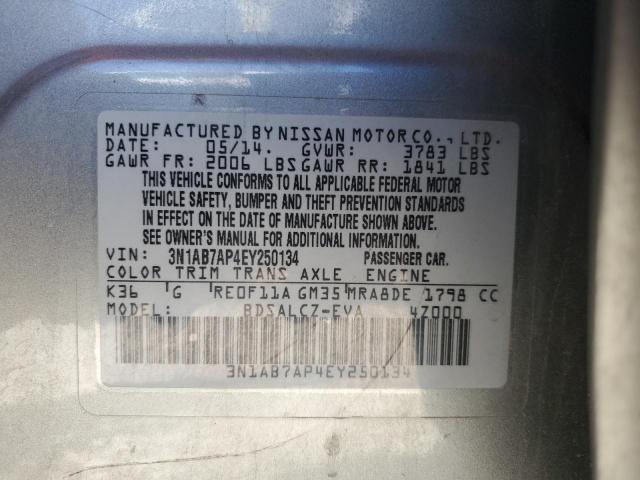 MANUFACTURED BY NISSAN MOTOR CO., LTD.
DATE: 05/14. GVWR: 3783 LBS
GAWR FR: 2006 LBS GAWR RR: 1841 LBS
THIS VEHICLE CONFORMS TO ALL APPLICABLE FEDERAL MOTOR
VEHICLE SAFETY, BUMPER AND THEFT PREVENTION STANDARDS
IN EFFECT ON THE DATE OF MANUFACTURE SHOWN ABOVE.
SEE OWNER'S MANUAL FOR ADDITIONAL INFORMATION.
VIN: 3N1AB7AP4EY250134 PASSENGER CAR.
COLOR TRIM TRANS AXLE ENGINE
K36 G RE0F11A GM35 MRA8DE 1798 CC
MODEL: BDSALCZ-EVA 4Z000
3N1AB7AP4EY250134